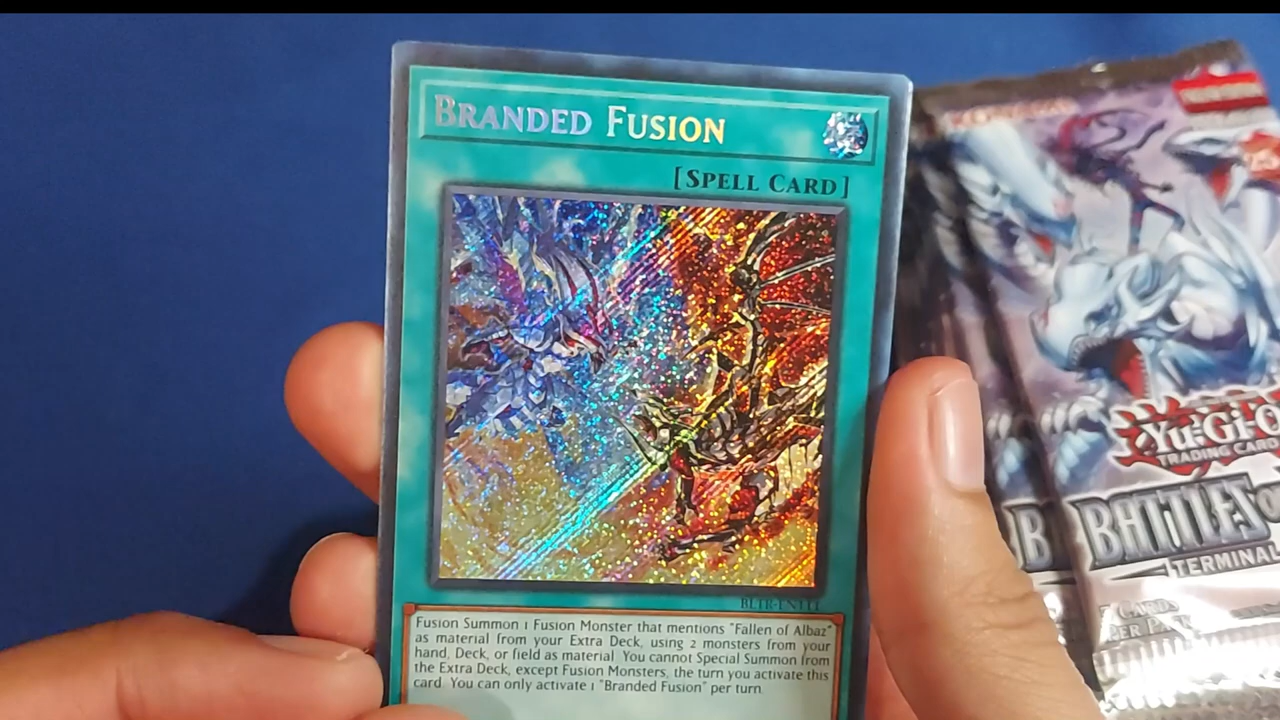 BRANDED FUSION
[SPELL CARD]
BLTR-EN111
Fusion Summon 1 Fusion Monster that mentions "Fallen of Albaz"
as material from your Extra Deck, using 2 monsters from your
hand, Deck, or field as material. You cannot Special Summon from
the Extra Deck, except Fusion Monsters, the turn you activate this
card. You can only activate 1 "Branded Fusion" per turn.
Yu-Gi-O
TRADING CARD
B
BATTLES O
TERMINAL
7 CARDS
PER PACK